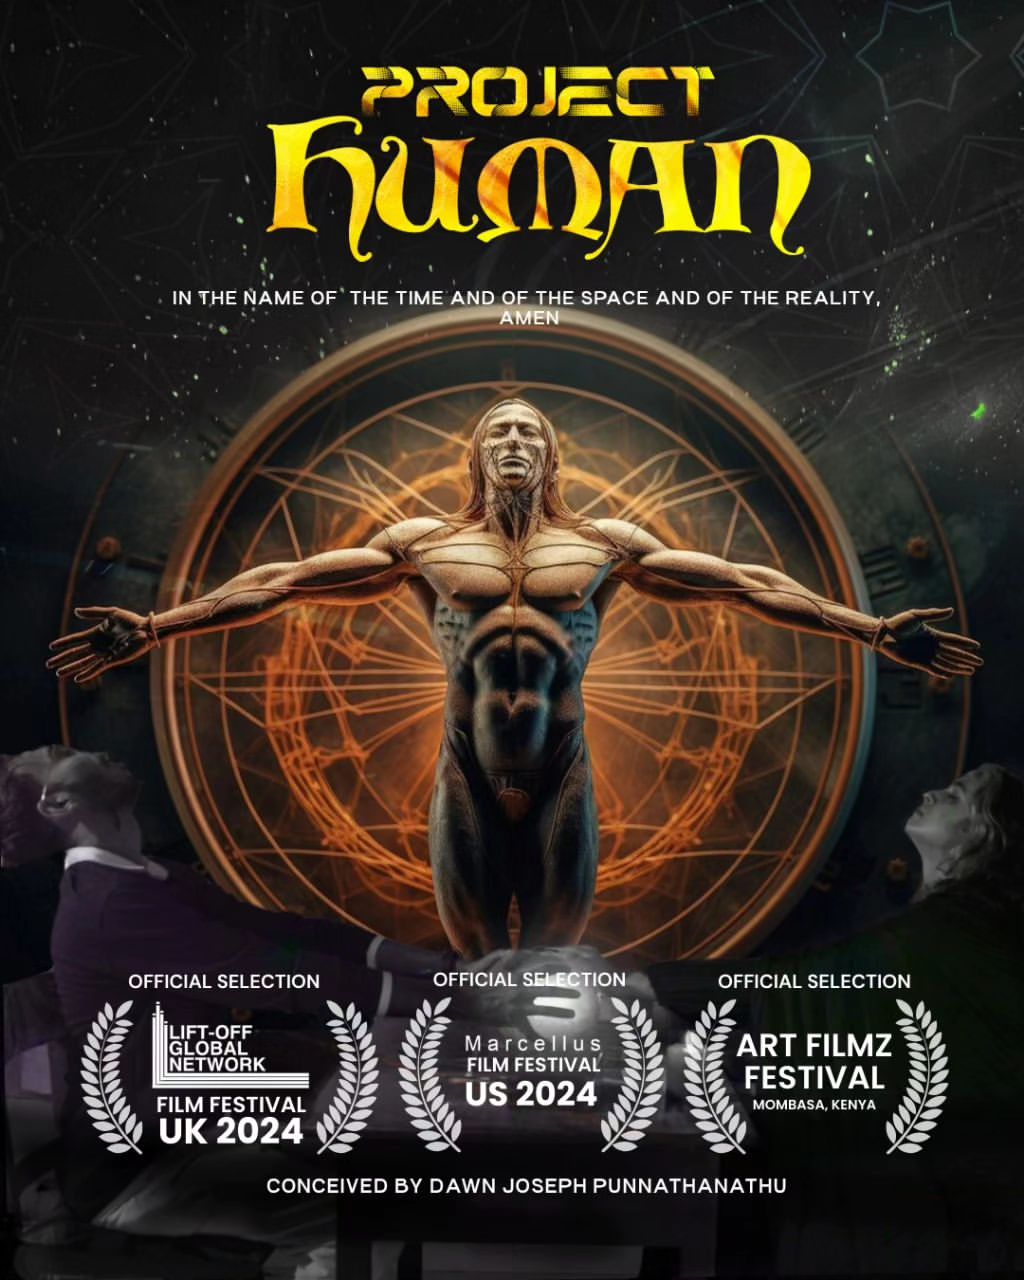 PROJECT
HUMAN
IN THE NAME OF THE TIME AND OF THE SPACE AND OF THE REALITY,
AMEN
OFFICIAL SELECTION
LIFT-OFF
GLOBAL
NETWORK
FILM FESTIVAL
UK 2024
OFFICIAL SELECTION
Marcellus
FILM FESTIVAL
US 2024
OFFICIAL SELECTION
ART FILMZ
FESTIVAL
MOMBASA, KENYA
CONCEIVED BY DAWN JOSEPH PUNNATHANATHU